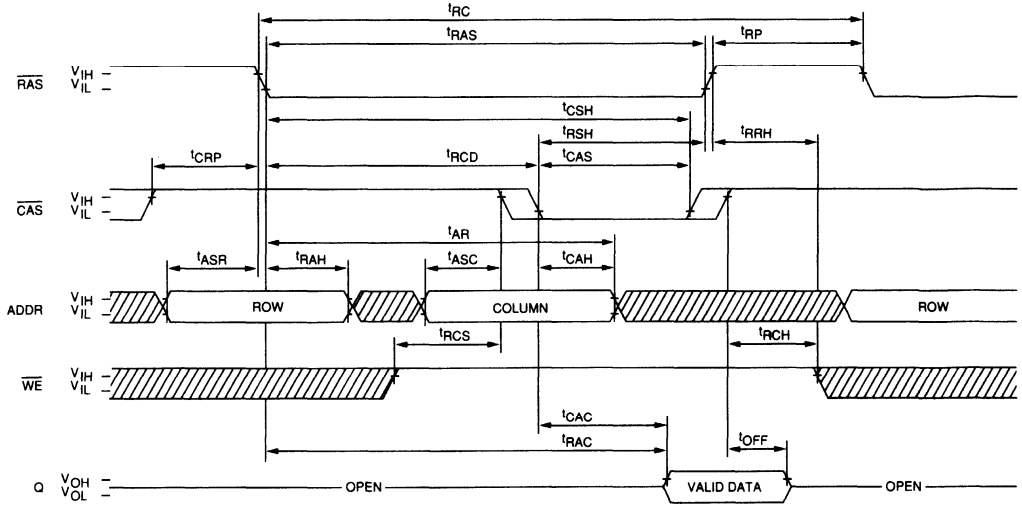 tRC
tRAS
tRP
RAS
VIH
VIL
tCSH
tRSH
tRRH
tCRP
tRCD
tCAS
CAS
VIH
VIL
tAR
tASR
tRAH
tASC
tCAH
ADDR
VIH
VIL
ROW
COLUMN
ROW
tRCS
tRCH
WE
VIH
VIL
tCAC
tRAC
tOFF
Q
VOH
VOL
OPEN
VALID DATA
OPEN